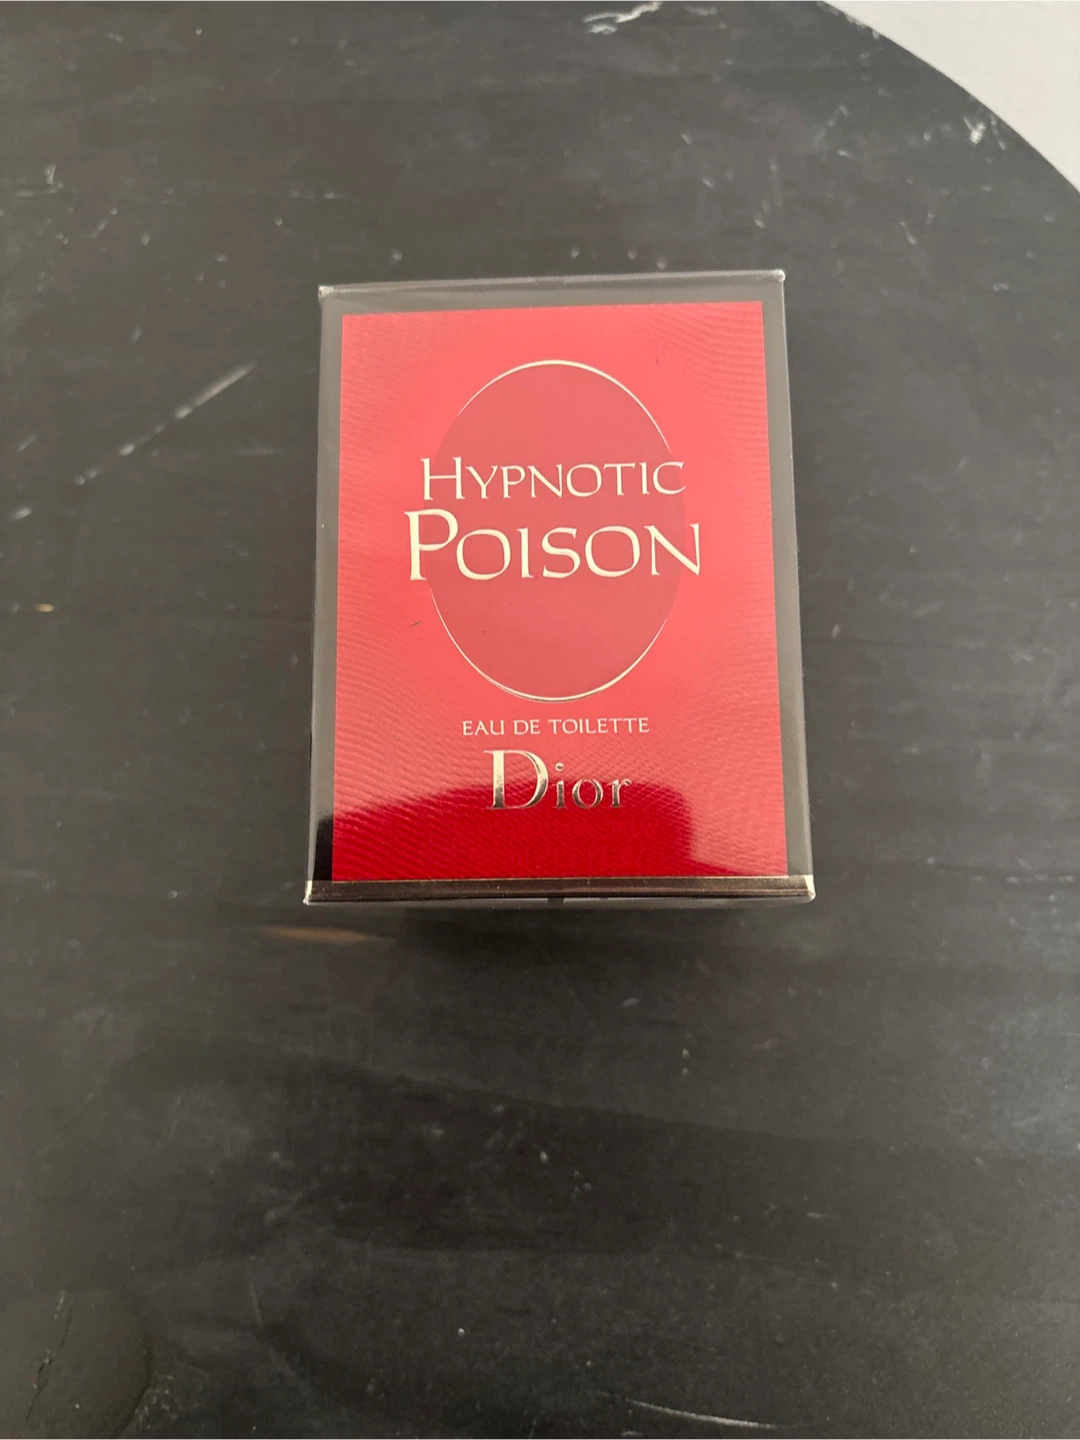 HYPNOTIC
POISON
EAU DE TOILETTE
Dior